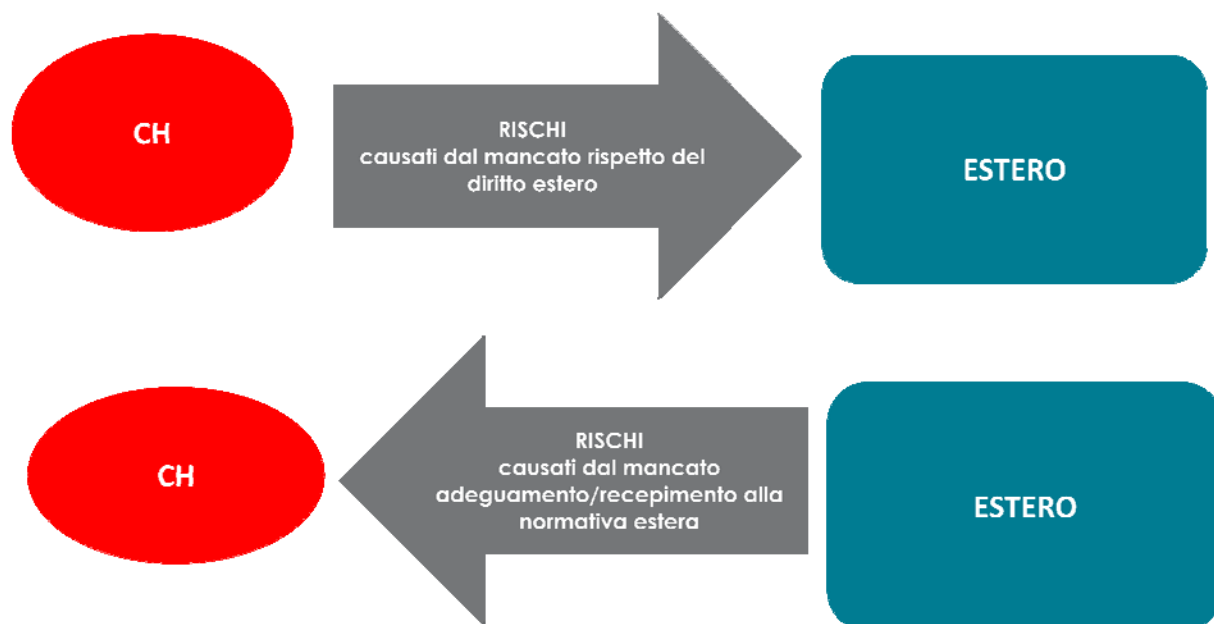 CH
RISCHI
causati dal mancato rispetto del
diritto estero
ESTERO
CH
RISCHI
causati dal mancato
adeguamento/recepimento alla
normativa estera
ESTERO